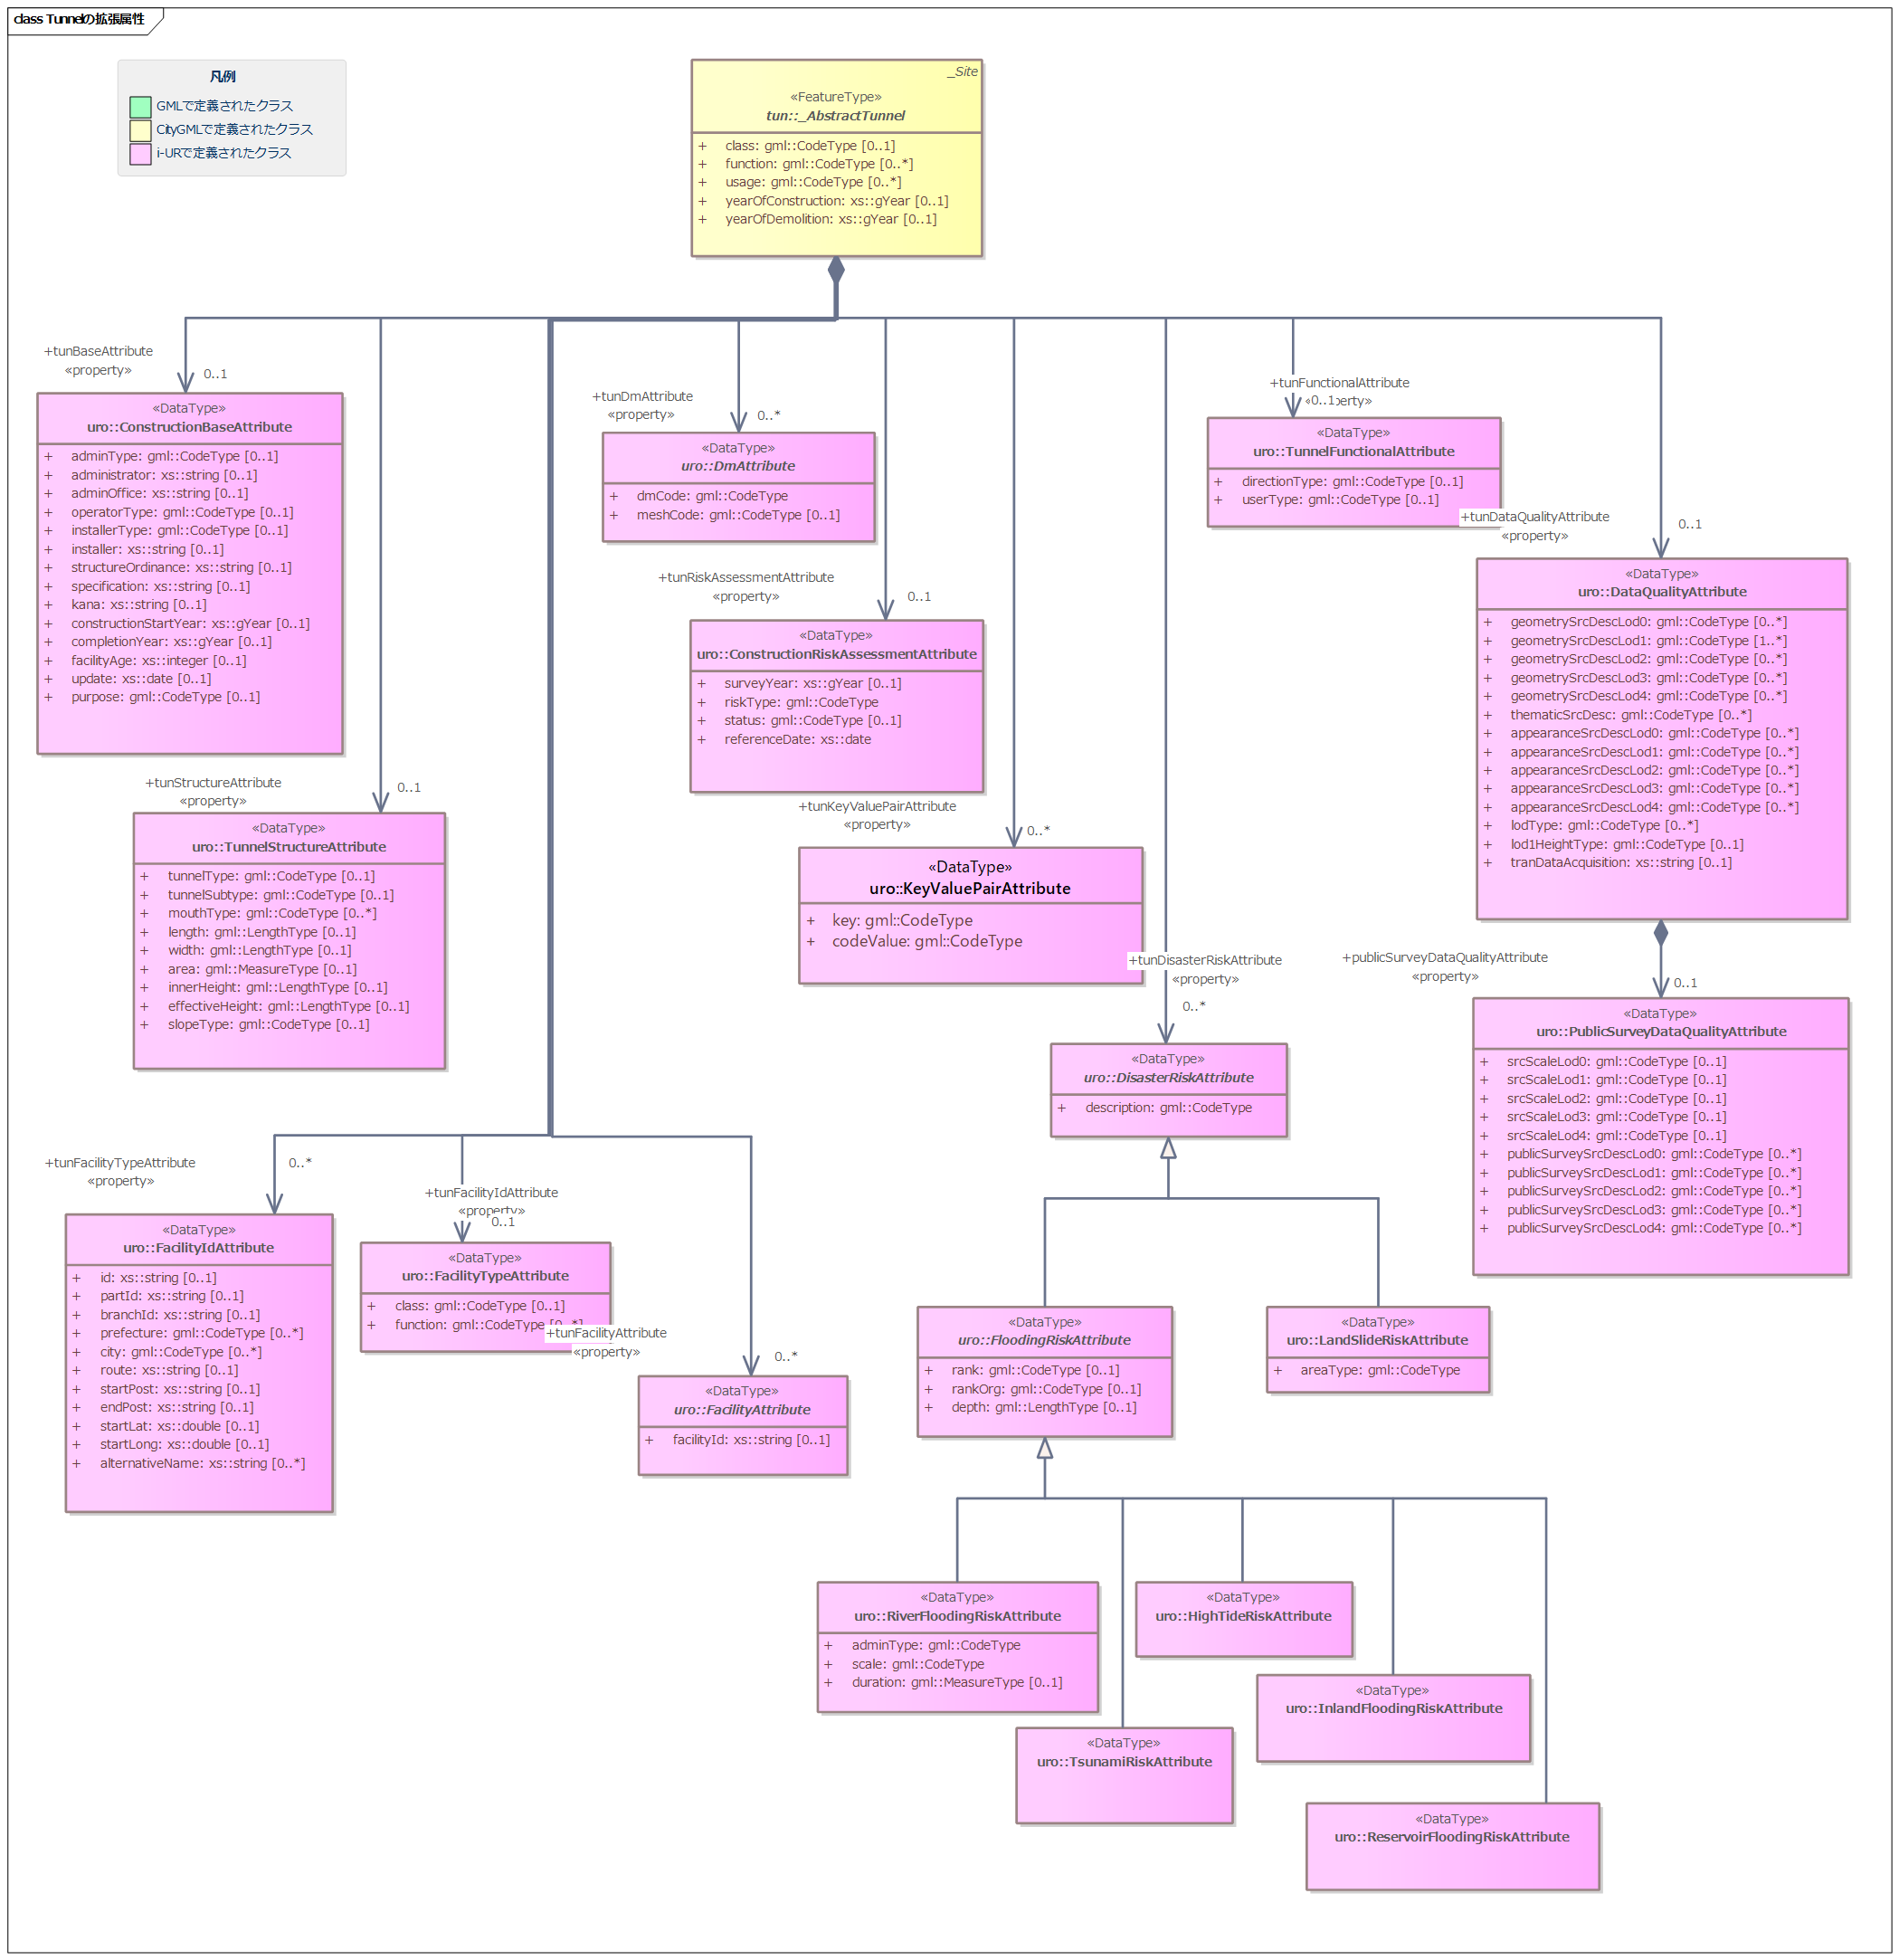 class Tunnelの拡張属性
凡例
GMLで定義されたクラス
CityGMLで定義されたクラス
i-URで定義されたクラス
_Site
«FeatureType»
tun::_AbstractTunnel
+ class: gml::CodeType [0..1]
+ function: gml::CodeType [0..*]
+ usage: gml::CodeType [0..*]
+ yearOfConstruction: xs::gYear [0..1]
+ yearOfDemolition: xs::gYear [0..1]
+tunBaseAttribute
«property»
0..1
«DataType»
uro::ConstructionBaseAttribute
+ adminType: gml::CodeType [0..1]
+ administrator: xs::string [0..1]
+ adminOffice: xs::string [0..1]
+ operatorType: gml::CodeType [0..1]
+ installerType: gml::CodeType [0..1]
+ installer: xs::string [0..1]
+ structureOrdinance: xs::string [0..1]
+ specification: xs::string [0..1]
+ kana: xs::string [0..1]
+ constructionStartYear: xs::gYear [0..1]
+ completionYear: xs::gYear [0..1]
+ facilityAge: xs::integer [0..1]
+ update: xs::date [0..1]
+ purpose: gml::CodeType [0..1]
+tunDmAttribute
«property»
0..*
«DataType»
uro::DmAttribute
+ dmCode: gml::CodeType
+ meshCode: gml::CodeType [0..1]
+tunFunctionalAttribute
0..1
«DataType»
uro::TunnelFunctionalAttribute
+ directionType: gml::CodeType [0..1]
+ userType: gml::CodeType [0..1]
+tunDataQualityAttribute
«property»
0..1
«DataType»
uro::DataQualityAttribute
+ geometrySrcDescLod0: gml::CodeType [0..*]
+ geometrySrcDescLod1: gml::CodeType [1..*]
+ geometrySrcDescLod2: gml::CodeType [0..*]
+ geometrySrcDescLod3: gml::CodeType [0..*]
+ geometrySrcDescLod4: gml::CodeType [0..*]
+ thematicSrcDesc: gml::CodeType [0..*]
+ appearanceSrcDescLod0: gml::CodeType [0..*]
+ appearanceSrcDescLod1: gml::CodeType [0..*]
+ appearanceSrcDescLod2: gml::CodeType [0..*]
+ appearanceSrcDescLod3: gml::CodeType [0..*]
+ appearanceSrcDescLod4: gml::CodeType [0..*]
+ lodType: gml::CodeType [0..*]
+ lod1HeightType: gml::CodeType [0..1]
+ tranDataAcquisition: xs::string [0..1]
+tunRiskAssessmentAttribute
«property»
0..1
«DataType»
uro::ConstructionRiskAssessmentAttribute
+ surveyYear: xs::gYear [0..1]
+ riskType: gml::CodeType
+ status: gml::CodeType [0..1]
+ referenceDate: xs::date
+tunStructureAttribute
«property»
0..1
«DataType»
uro::TunnelStructureAttribute
+ tunnelType: gml::CodeType [0..1]
+ tunnelSubtype: gml::CodeType [0..1]
+ mouthType: gml::CodeType [0..*]
+ length: gml::LengthType [0..1]
+ width: gml::LengthType [0..1]
+ area: gml::MeasureType [0..1]
+ innerHeight: gml::LengthType [0..1]
+ effectiveHeight: gml::LengthType [0..1]
+ slopeType: gml::CodeType [0..1]
+tunKeyValuePairAttribute
«property»
0..*
«DataType»
uro::KeyValuePairAttribute
+ key: gml::CodeType
+ codeValue: gml::CodeType
+tunDisasterRiskAttribute
«property»
0..*
«DataType»
uro::DisasterRiskAttribute
+ description: gml::CodeType
+publicSurveyDataQualityAttribute
«property»
0..1
«DataType»
uro::PublicSurveyDataQualityAttribute
+ srcScaleLod0: gml::CodeType [0..1]
+ srcScaleLod1: gml::CodeType [0..1]
+ srcScaleLod2: gml::CodeType [0..1]
+ srcScaleLod3: gml::CodeType [0..1]
+ srcScaleLod4: gml::CodeType [0..1]
+ publicSurveySrcDescLod0: gml::CodeType [0..*]
+ publicSurveySrcDescLod1: gml::CodeType [0..*]
+ publicSurveySrcDescLod2: gml::CodeType [0..*]
+ publicSurveySrcDescLod3: gml::CodeType [0..*]
+ publicSurveySrcDescLod4: gml::CodeType [0..*]
+tunFacilityTypeAttribute
«property»
0..*
«DataType»
uro::FacilityIdAttribute
+ id: xs::string [0..1]
+ partId: xs::string [0..1]
+ branchId: xs::string [0..1]
+ prefecture: gml::CodeType [0..*]
+ city: gml::CodeType [0..*]
+ route: xs::string [0..1]
+ startPost: xs::string [0..1]
+ endPost: xs::string [0..1]
+ startLat: xs::double [0..1]
+ startLong: xs::double [0..1]
+ alternativeName: xs::string [0..*]
+tunFacilityIdAttribute
«property»
0..1
«DataType»
uro::FacilityTypeAttribute
+ class: gml::CodeType [0..1]
+ function: gml::CodeType [0..*]
+tunFacilityAttribute
«property»
0..*
«DataType»
uro::FacilityAttribute
+ facilityId: xs::string [0..1]
«DataType»
uro::FloodingRiskAttribute
+ rank: gml::CodeType [0..1]
+ rankOrg: gml::CodeType [0..1]
+ depth: gml::LengthType [0..1]
«DataType»
uro::LandSlideRiskAttribute
+ areaType: gml::CodeType
«DataType»
uro::RiverFloodingRiskAttribute
+ adminType: gml::CodeType
+ scale: gml::CodeType
+ duration: gml::MeasureType [0..1]
«DataType»
uro::HighTideRiskAttribute
«DataType»
uro::InlandFloodingRiskAttribute
«DataType»
uro::TsunamiRiskAttribute
«DataType»
uro::ReservoirFloodingRiskAttribute